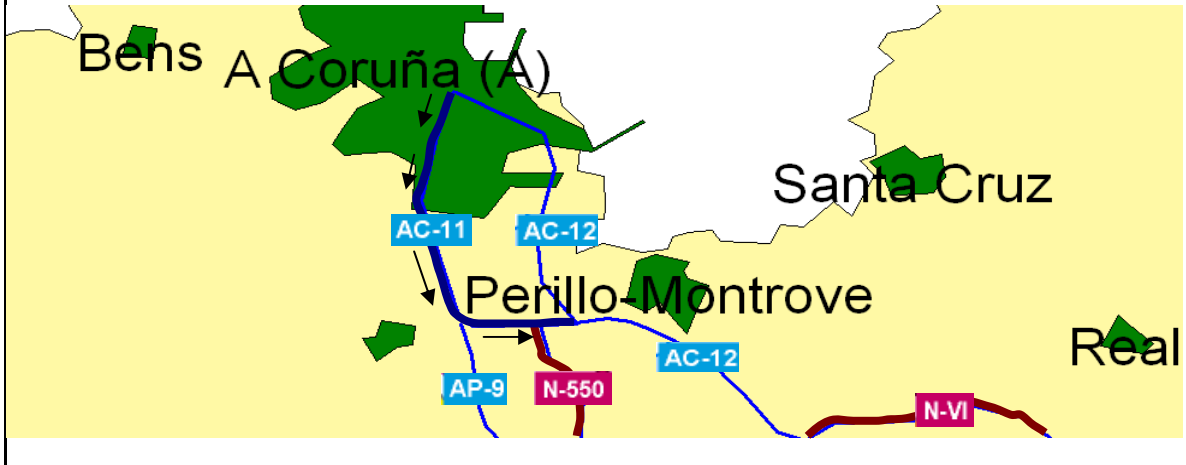 Bens
A Coruña (A)
Santa Cruz
AC-11
AC-12
Perillo-Montrove
Real
AC-12
AP-9
N-550
N-VI